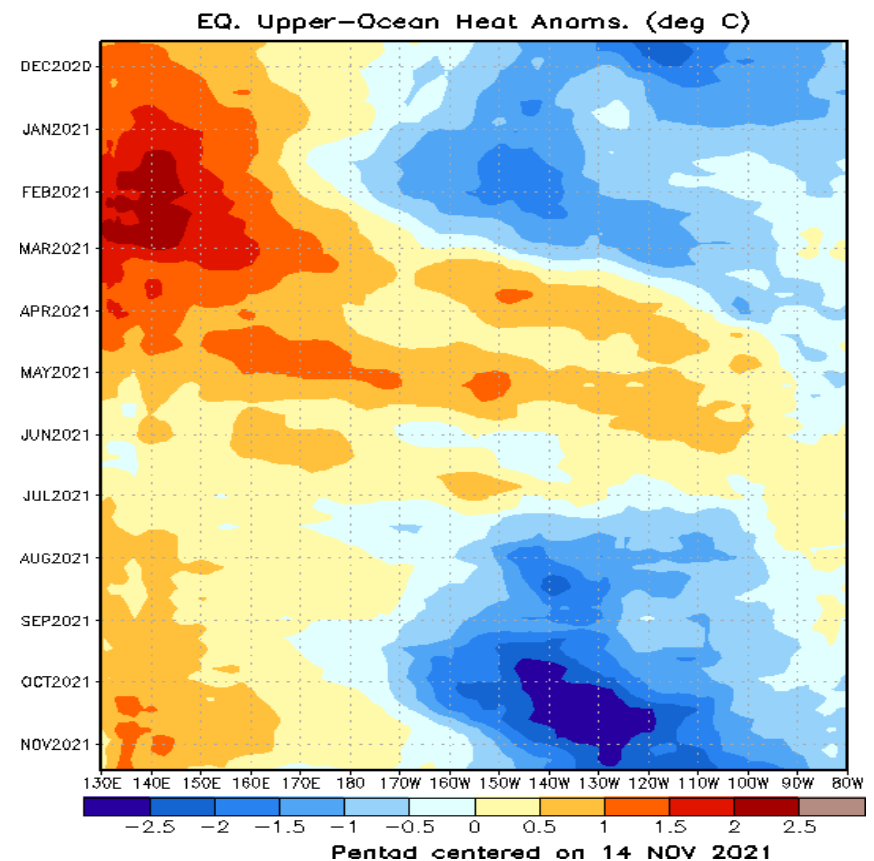 EQ. Upper-Ocean Heat Anoms. (deg C)
DEC2020
JAN2021
FEB2021
MAR2021
APR2021
MAY2021
JUN2021
JUL2021
AUG2021
SEP2021
OCT2021
NOV2021
130E 140E 150E 160E 170E 180 170W 160W 150W 140W 130W 120W 110W 100W 90W 80W
-2.5 -2 -1.5 -1 -0.5 0 0.5 1 1.5 2 2.5
Pentad centered on 14 NOV 2021